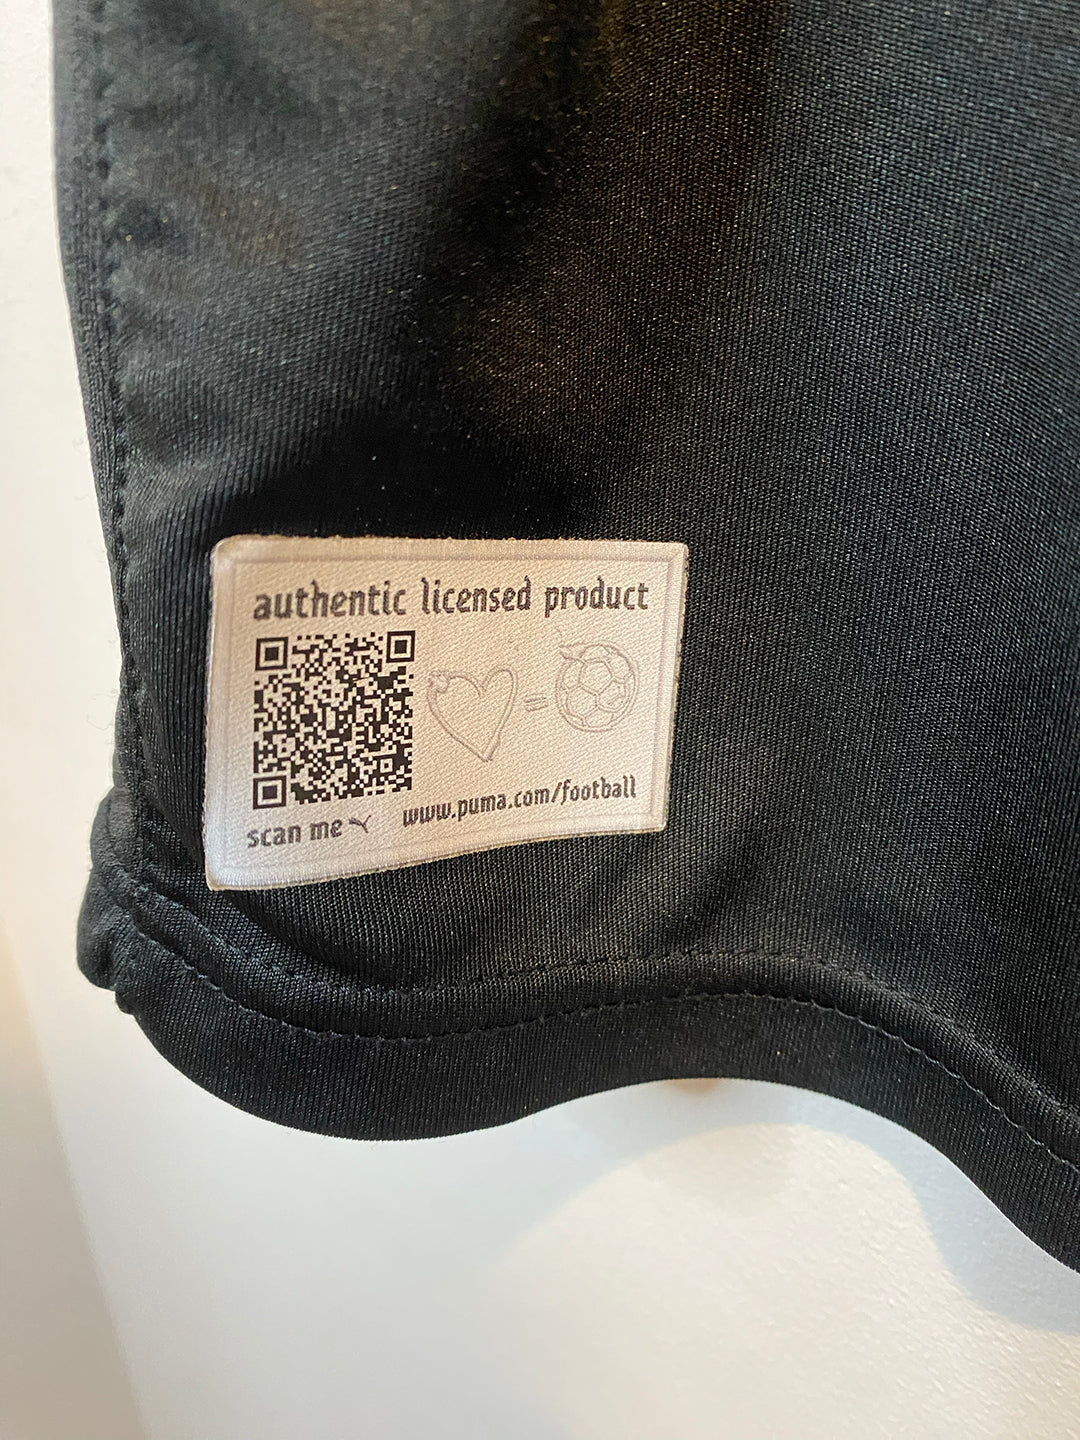 authentic licensed product
=
scan me
www.puma.com/football